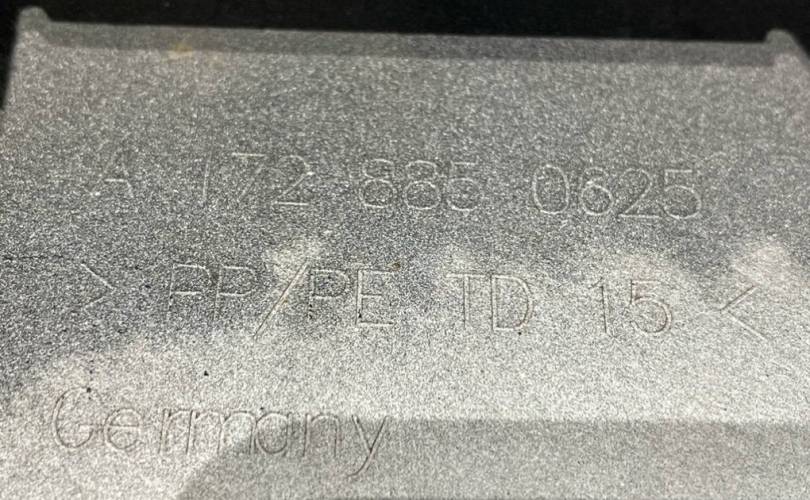 A 172 885 0625
> PP/PE TD 15 <
Germany